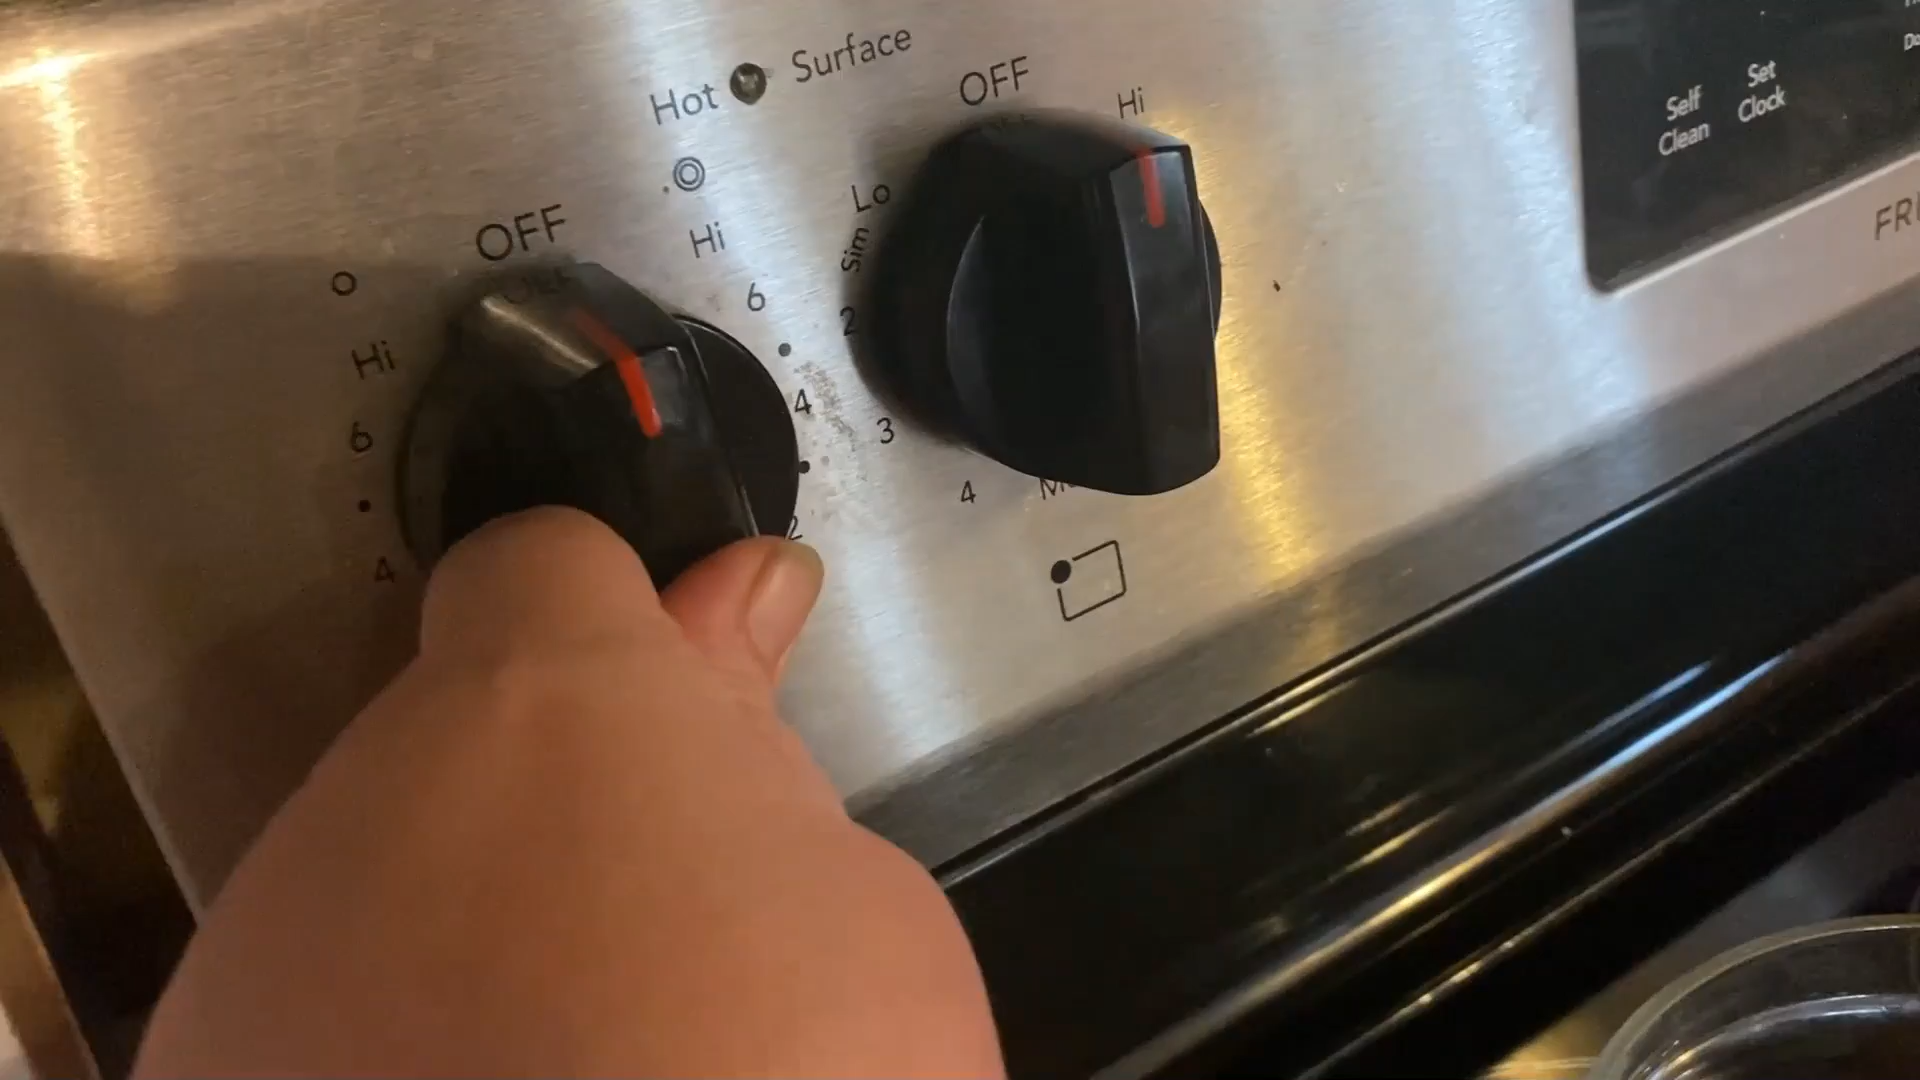 Hot Surface
OFF
Hi
6
4
2
Hi
6
4
OFF
Hi
Lo
Sim
2
3
4
Self
Clean
Set
Clock